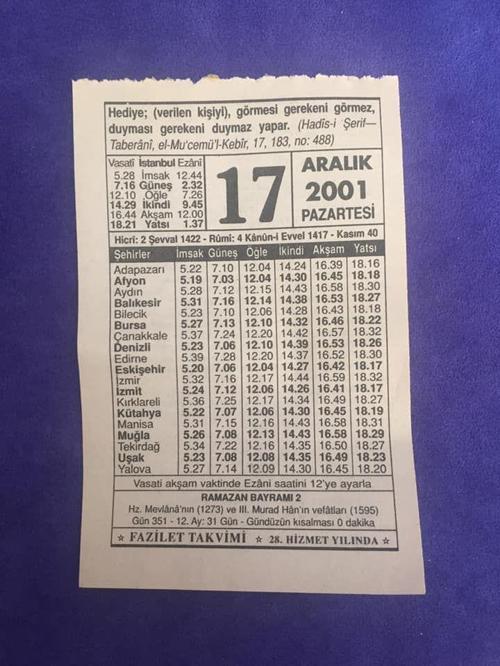 Hediye; (verilen kişiyi), görmesi gerekeni görmez,
duyması gerekeni duymaz yapar. (Hadîs-i Şerif—
Taberânî, el-Mu'cemü'l-Kebîr, 17, 183, no: 488)
Vasatî İstanbul Ezânî
5.28 İmsak 12.44
7.16 Güneş 2.32
12.10 Öğle 7.26
14.29 İkindi 9.45
16.44 Akşam 12.00
18.21 Yatsı 1.37
17
ARALIK
2001
PAZARTESİ
Hicri: 2 Şevval 1422 - Rûmi: 4 Kânûn-i Evvel 1417 - Kasım 40
Şehirler İmsak Güneş Öğle İkindi Akşam Yatsı
Adapazarı 5.22 7.10 12.04 14.24 16.39 18.16
Afyon 5.19 7.03 12.04 14.30 16.45 18.18
Aydın 5.28 7.12 12.15 14.43 16.58 18.30
Balıkesir 5.31 7.16 12.14 14.38 16.53 18.27
Bilecik 5.23 7.10 12.06 14.28 16.43 18.18
Bursa 5.27 7.13 12.10 14.32 16.46 18.22
Çanakkale 5.37 7.24 12.20 14.42 16.57 18.32
Denizli 5.23 7.06 12.10 14.39 16.53 18.26
Edirne 5.39 7.28 12.20 14.37 16.52 18.30
Eskişehir 5.20 7.06 12.04 14.27 16.42 18.17
İzmir 5.32 7.16 12.17 14.44 16.59 18.32
İzmit 5.24 7.12 12.06 14.26 16.41 18.17
Kırklareli 5.36 7.25 12.17 14.34 16.49 18.27
Kütahya 5.22 7.07 12.06 14.30 16.45 18.19
Manisa 5.31 7.15 12.16 14.43 16.58 18.31
Muğla 5.26 7.08 12.13 14.43 16.58 18.29
Tekirdağ 5.34 7.22 12.16 14.35 16.50 18.27
Uşak 5.23 7.08 12.08 14.35 16.49 18.23
Yalova 5.27 7.14 12.09 14.30 16.45 18.20
Vasati akşam vaktinde Ezâni saatini 12'ye ayarla
RAMAZAN BAYRAMI 2
Hz. Mevlânâ'nın (1273) ve III. Murad Hân'ın vefâtları (1595)
Gün 351 - 12. Ay: 31 Gün - Gündüzün kısalması 0 dakika
☆ FAZİLET TAKVİMİ ☆ 28. HİZMET YILINDA ☆